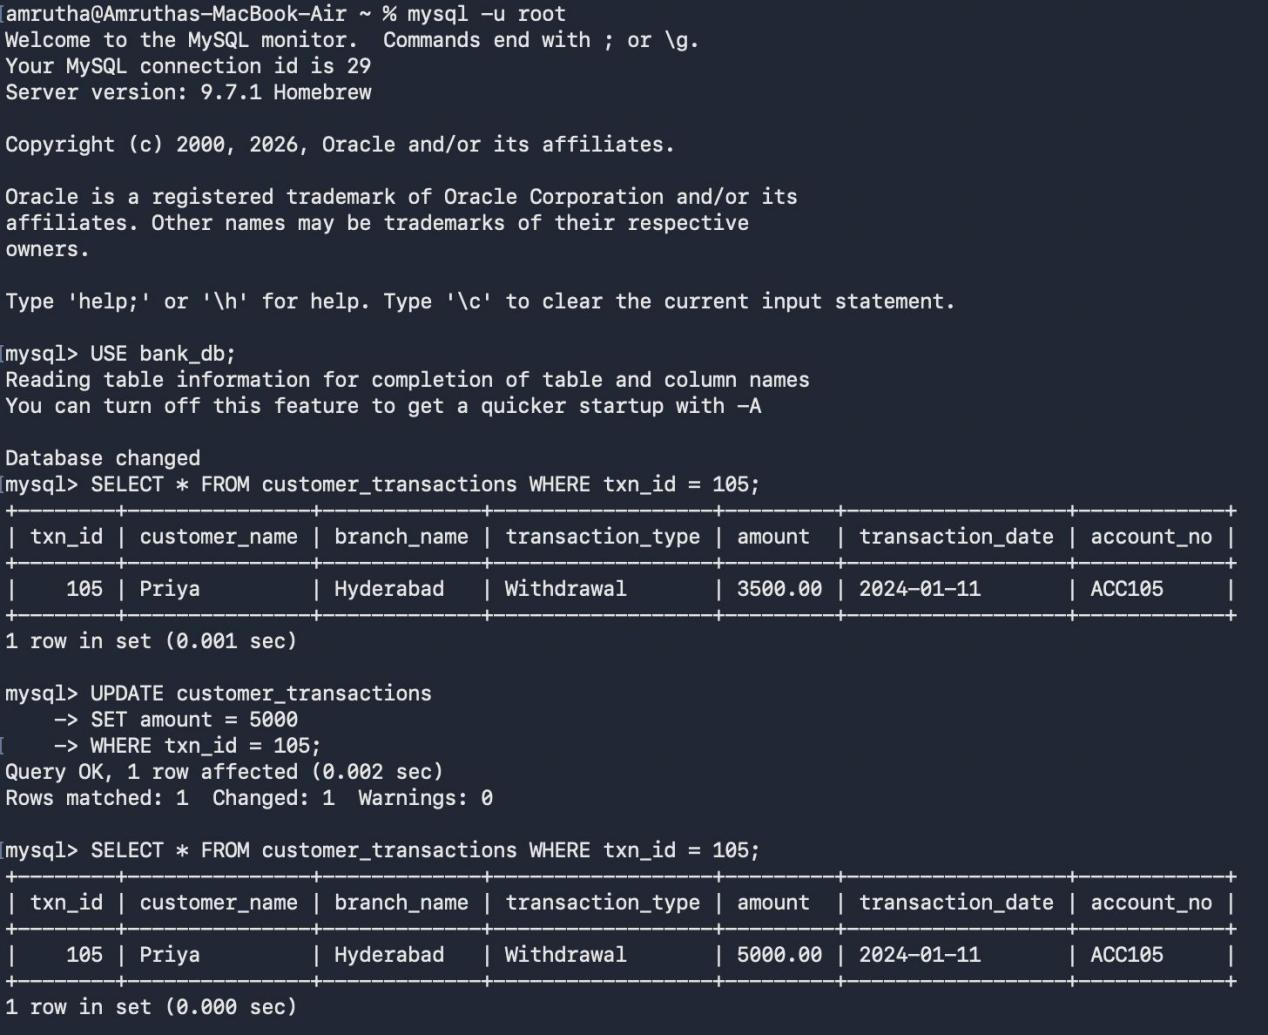 [amrutha@Amruthas-MacBook-Air ~ % mysql -u root
Welcome to the MySQL monitor.  Commands end with ; or \g.
Your MySQL connection id is 29
Server version: 9.7.1 Homebrew

Copyright (c) 2000, 2026, Oracle and/or its affiliates.

Oracle is a registered trademark of Oracle Corporation and/or its
affiliates. Other names may be trademarks of their respective
owners.

Type 'help;' or '\h' for help. Type '\c' to clear the current input statement.

[mysql> USE bank_db;
Reading table information for completion of table and column names
You can turn off this feature to get a quicker startup with -A

Database changed
[mysql> SELECT * FROM customer_transactions WHERE txn_id = 105;
+--------+---------------+-------------+------------------+---------+------------------+------------+
| txn_id | customer_name | branch_name | transaction_type | amount  | transaction_date | account_no |
+--------+---------------+-------------+------------------+---------+------------------+------------+
|    105 | Priya         | Hyderabad   | Withdrawal       | 3500.00 | 2024-01-11       | ACC105     |
+--------+---------------+-------------+------------------+---------+------------------+------------+
1 row in set (0.001 sec)

mysql> UPDATE customer_transactions
    -> SET amount = 5000
[    -> WHERE txn_id = 105;
Query OK, 1 row affected (0.002 sec)
Rows matched: 1  Changed: 1  Warnings: 0

[mysql> SELECT * FROM customer_transactions WHERE txn_id = 105;
+--------+---------------+-------------+------------------+---------+------------------+------------+
| txn_id | customer_name | branch_name | transaction_type | amount  | transaction_date | account_no |
+--------+---------------+-------------+------------------+---------+------------------+------------+
|    105 | Priya         | Hyderabad   | Withdrawal       | 5000.00 | 2024-01-11       | ACC105     |
+--------+---------------+-------------+------------------+---------+------------------+------------+
1 row in set (0.000 sec)